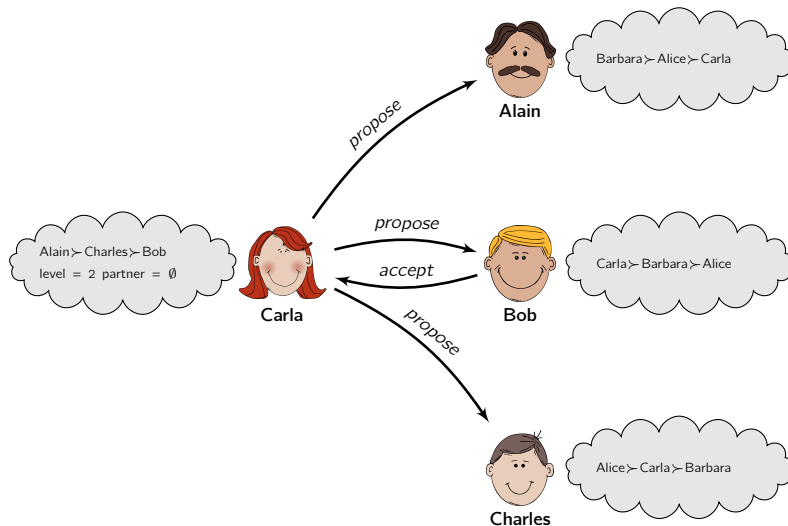 Barbara≻Alice≻Carla
Alain
propose
propose
Alain≻Charles≻Bob
level = 2 partner = ∅
accept
Carla≻Barbara≻Alice
Carla
Bob
propose
Alice≻Carla≻Barbara
Charles